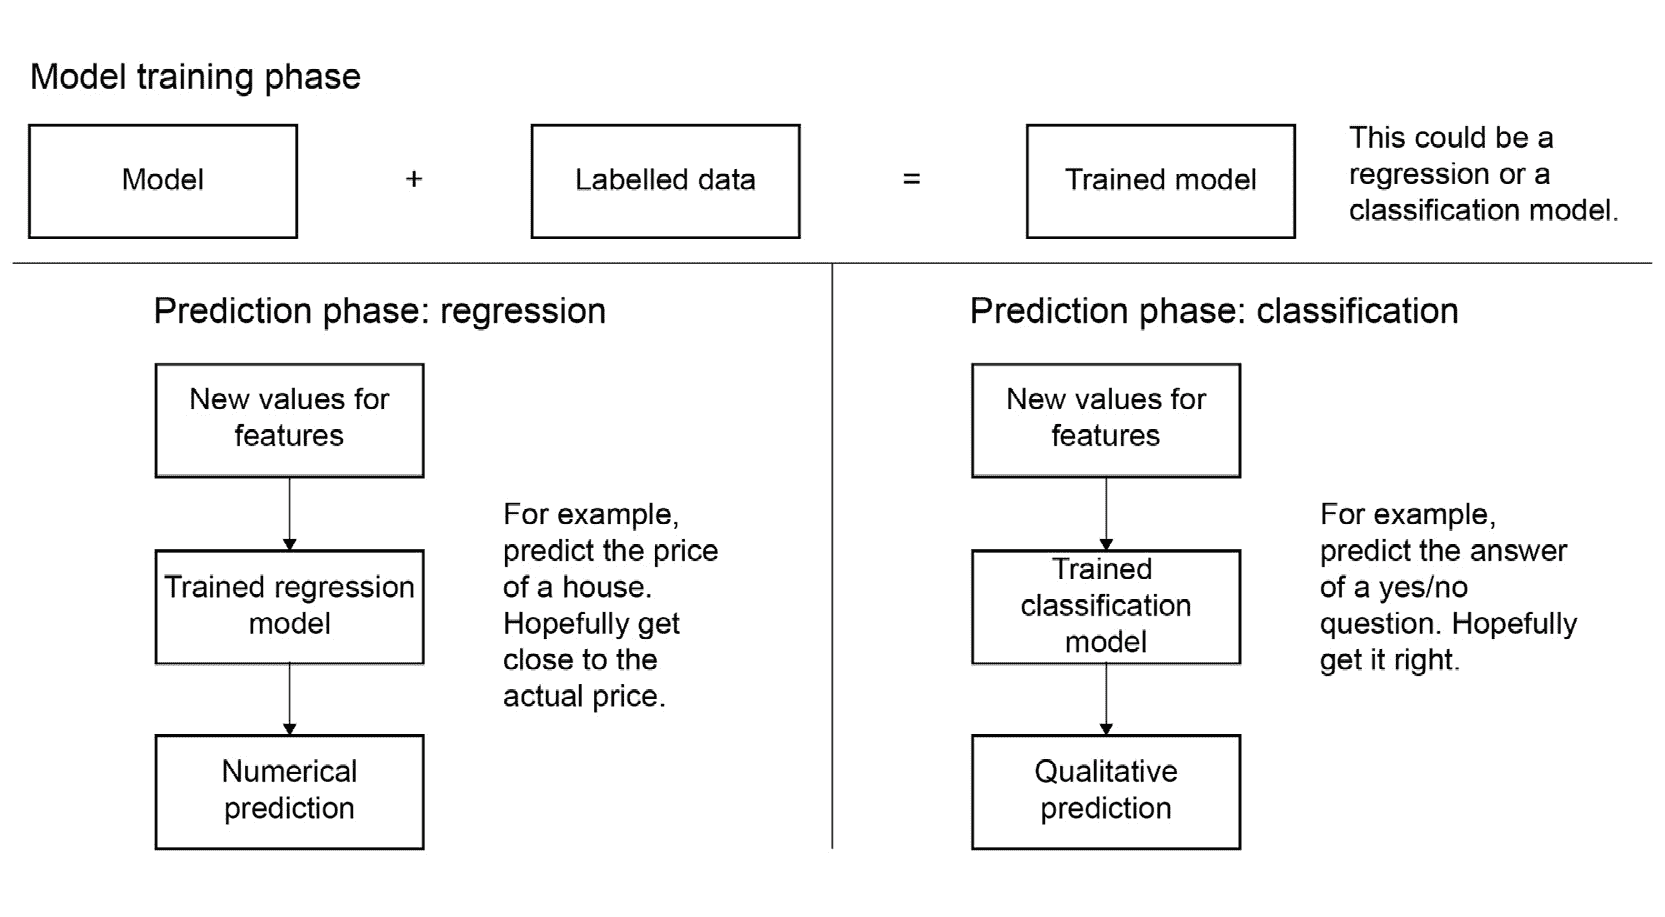 Model training phase
Model
+
Labelled data
=
Trained model
This could be a
regression or a
classification model.
Prediction phase: regression
New values for
features
Trained regression
model
Numerical
prediction
For example,
predict the price
of a house.
Hopefully get
close to the
actual price.
Prediction phase: classification
New values for
features
Trained
classification
model
Qualitative
prediction
For example,
predict the answer
of a yes/no
question. Hopefully
get it right.